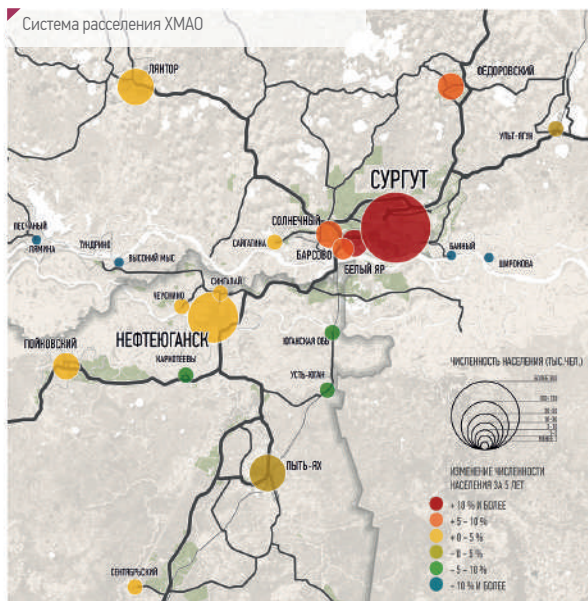 Система расселения ХМАО
ЛЯНТОР
ФЁДОРОВСКИЙ
УЛЬТ-ЯГУН
СУРГУТ
СОЛНЕЧНЫЙ
ПЕСЧАНЫЙ
САЙГАТИНА
ЛЯМИНА
ТУНДРИНО
БАРСОВО
БАННЫЙ
ВЫСОКИЙ МЫС
БЕЛЫЙ ЯР
ШИРОКОВА
СИНГАПАЙ
ЧЕУСКИНО
НЕФТЕЮГАНСК
ЮГАНСКАЯ ОБЬ
ПОЙКОВСКИЙ
КАРКАТЕЕВЫ
УСТЬ-ЮГАН
ЧИСЛЕННОСТЬ НАСЕЛЕНИЯ (ТЫС.ЧЕЛ.)
ПЫТЬ-ЯХ
ИЗМЕНЕНИЕ ЧИСЛЕННОСТИ
НАСЕЛЕНИЯ ЗА 5 ЛЕТ
+ 10 % И БОЛЕЕ
+ 5 - 10 %
+ 0 - 5 %
- 0 - 5 %
- 5 - 10 %
- 10 % И БОЛЕЕ
СЕНТЯБРЬСКИЙ